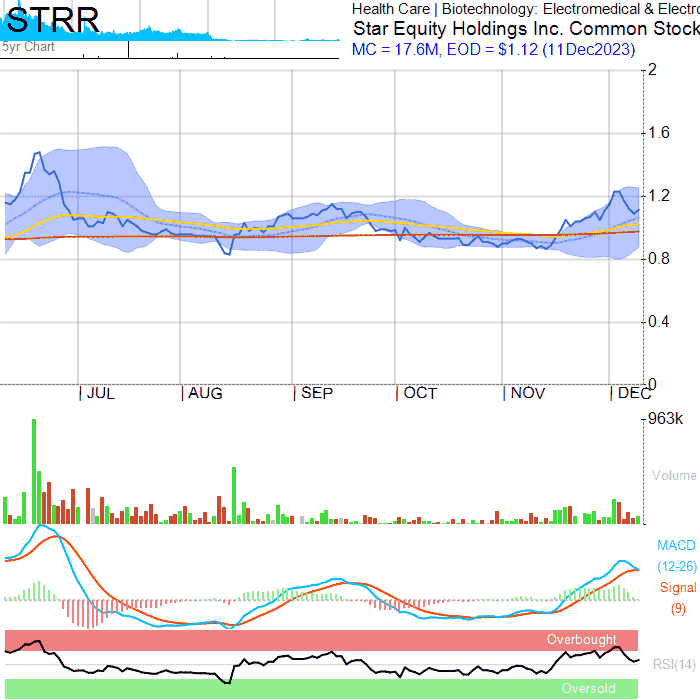 STRR
5yr Chart
Health Care | Biotechnology: Electromedical & Electro
Star Equity Holdings Inc. Common Stock
MC = 17.6M, EOD = $1.12 (11Dec2023)
2
1.6
1.2
0.8
0.4
0
JUL
AUG
SEP
OCT
NOV
DEC
963k
Volume
MACD
(12-26)
Signal
(9)
Overbought
RSI(14)
Oversold